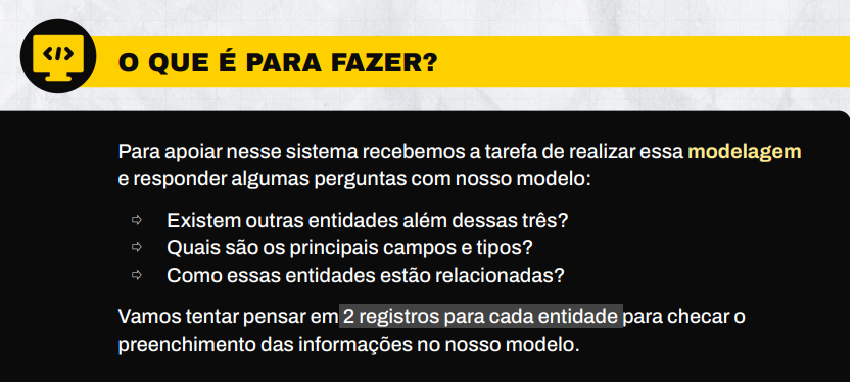 </>
O QUE É PARA FAZER?
Para apoiar nesse sistema recebemos a tarefa de realizar essa modelagem
e responder algumas perguntas com nosso modelo:
⇨ Existem outras entidades além dessas três?
⇨ Quais são os principais campos e tipos?
⇨ Como essas entidades estão relacionadas?
Vamos tentar pensar em 2 registros para cada entidade para checar o
preenchimento das informações no nosso modelo.